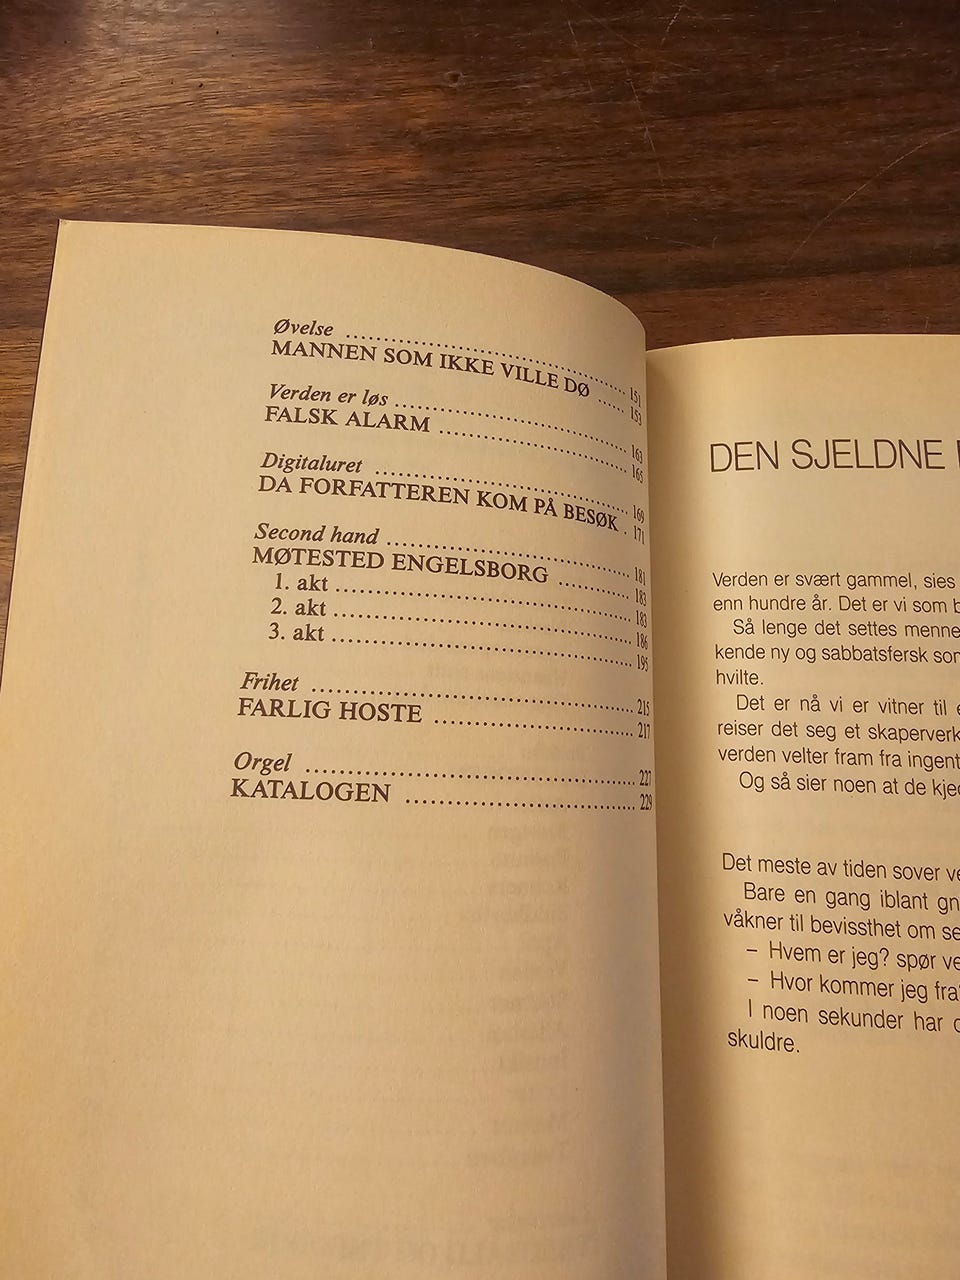 Øvelse .......... 151
MANNEN SOM IKKE VILLE DØ ...... 153
Verden er løs .......... 163
FALSK ALARM .......... 165
Digitaluret .......... 169
DA FORFATTEREN KOM PÅ BESØK . 171
Second hand .......... 181
MØTESTED ENGELSBORG .......... 183
1. akt .......... 183
2. akt .......... 186
3. akt .......... 195
Frihet .......... 215
FARLIG HOSTE .......... 217
Orgel .......... 227
KATALOGEN .......... 229
DEN SJELDNE
Verden er svært gammel, sies
enn hundre år. Det er vi som
Så lenge det settes menne
kende ny og sabbatsfersk som
hvilte.
Det er nå vi er vitner til
reiser det seg et skaperverk
verden velter fram fra ingent
Og så sier noen at de kje
Det meste av tiden sover ve
Bare en gang iblant gn
våkner til bevissthet om se
– Hvem er jeg? spør ve
– Hvor kommer jeg fra
I noen sekunder har
skuldre.